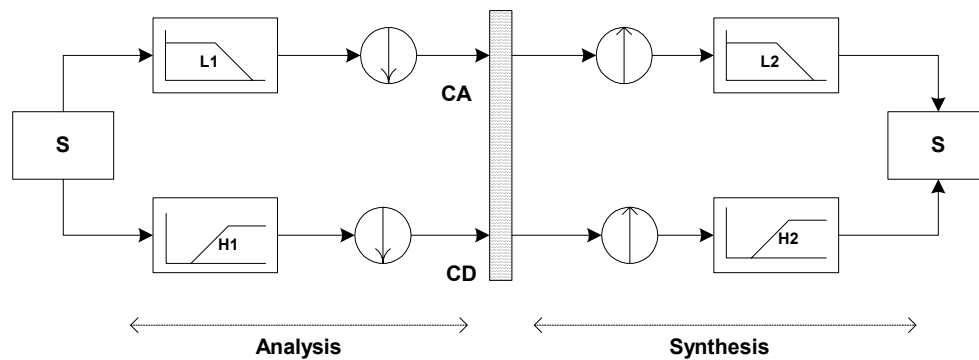 L1
L2
CA
S
S
H1
H2
CD
Analysis
Synthesis